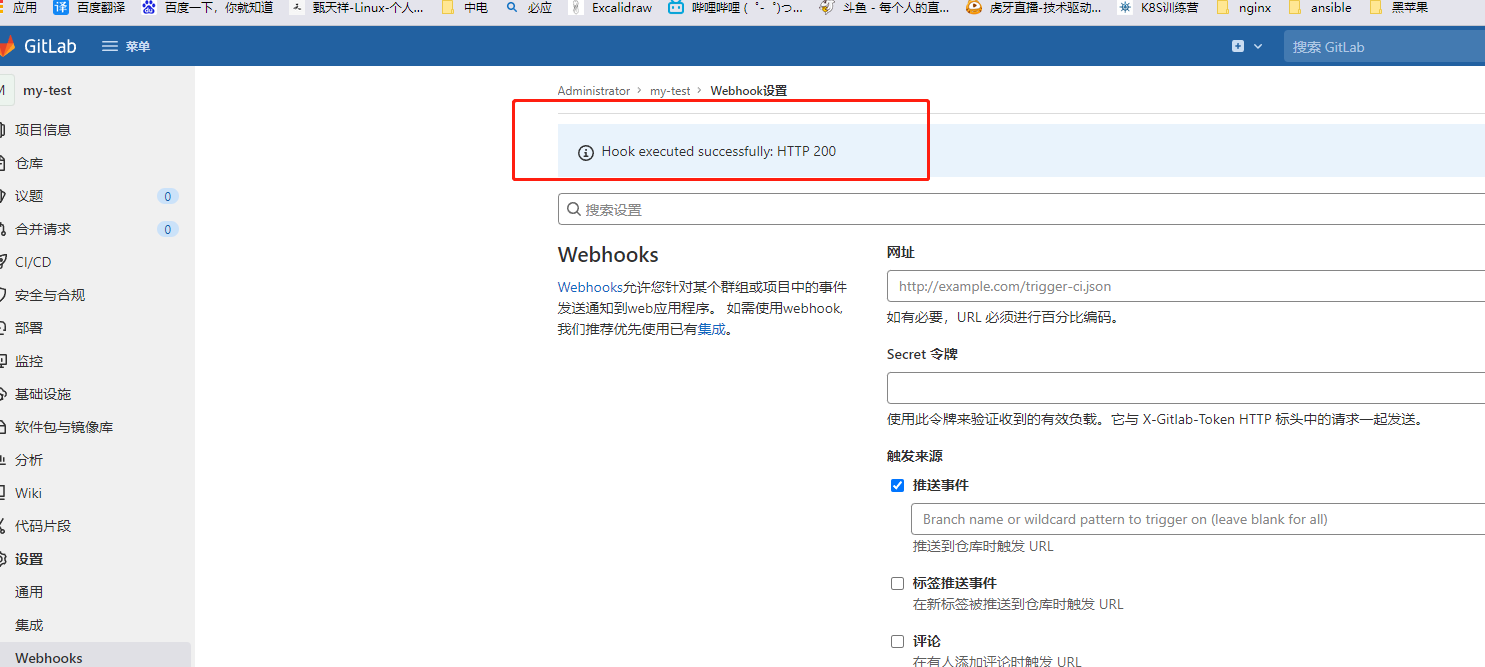 应用 百度翻译 百度一下，你就知道 甄天祥-Linux-个人... 中电 必应 Excalidraw 哔哩哔哩 ( ゜- ゜)つ... 斗鱼 - 每个人的直... 虎牙直播-技术驱动... K8S训练营 nginx ansible 黑苹果
GitLab 菜单 搜索 GitLab
M my-test
项目信息
仓库
议题 0
合并请求 0
CI/CD
安全与合规
部署
监控
基础设施
软件包与镜像库
分析
Wiki
代码片段
设置
通用
集成
Webhooks
Administrator › my-test › Webhook设置
Hook executed successfully: HTTP 200
搜索设置
Webhooks
Webhooks允许您针对某个群组或项目中的事件
发送通知到web应用程序。 如需使用webhook,
我们推荐优先使用已有集成。
网址
http://example.com/trigger-ci.json
如有必要，URL 必须进行百分比编码。
Secret 令牌
使用此令牌来验证收到的有效负载。它与 X-Gitlab-Token HTTP 标头中的请求一起发送。
触发来源
推送事件
Branch name or wildcard pattern to trigger on (leave blank for all)
推送到仓库时触发 URL
标签推送事件
在新标签被推送到仓库时触发 URL
评论
在有人添加评论时触发 URL